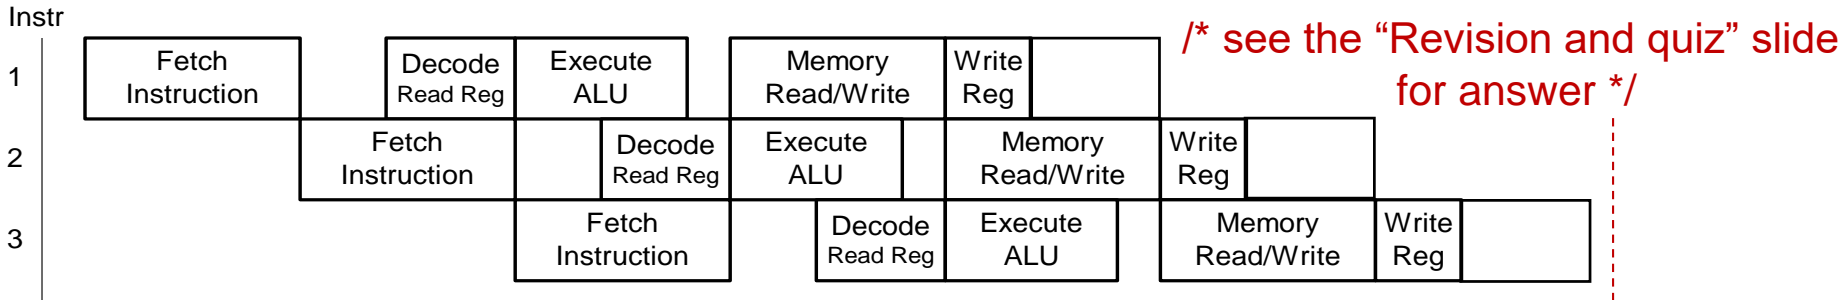 Instr
/* see the “Revision and quiz” slide
for answer */
1
Fetch
Instruction
Decode
Read Reg
Execute
ALU
Memory
Read/Write
Write
Reg
2
Fetch
Instruction
Decode
Read Reg
Execute
ALU
Memory
Read/Write
Write
Reg
3
Fetch
Instruction
Decode
Read Reg
Execute
ALU
Memory
Read/Write
Write
Reg